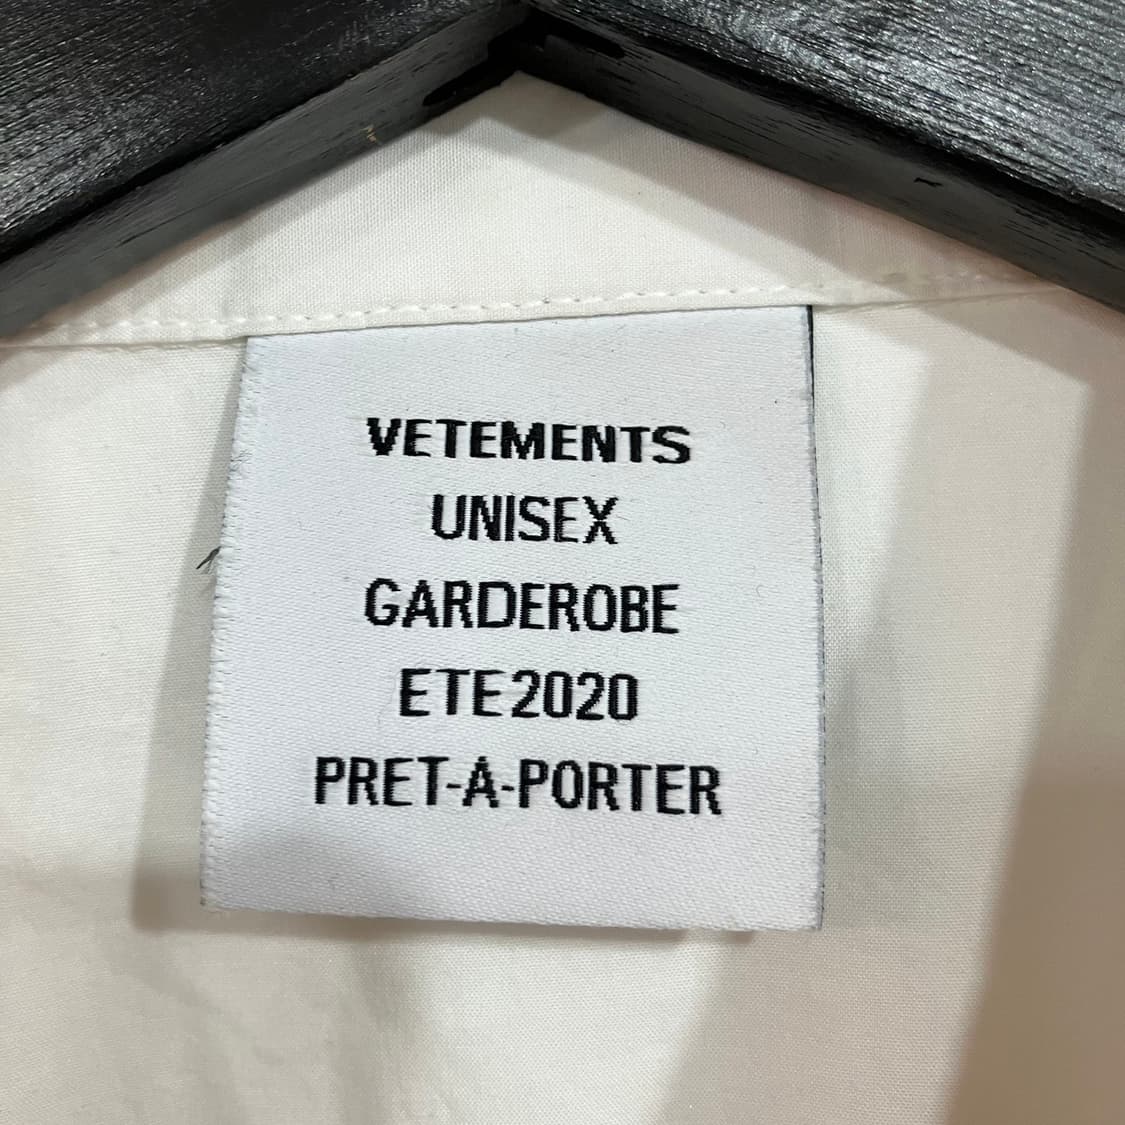 VETEMENTS
UNISEX
GARDEROBE
ETE2020
PRET-A-PORTER